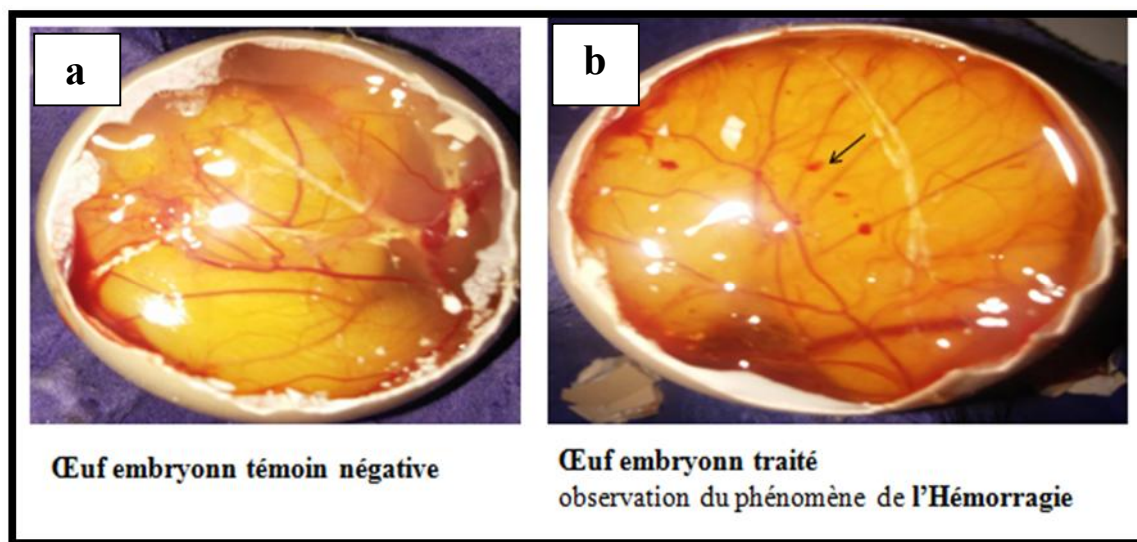 a
b
Œuf embryonn témoin négative
Œuf embryonn traité
observation du phénomène de l'Hémorragie